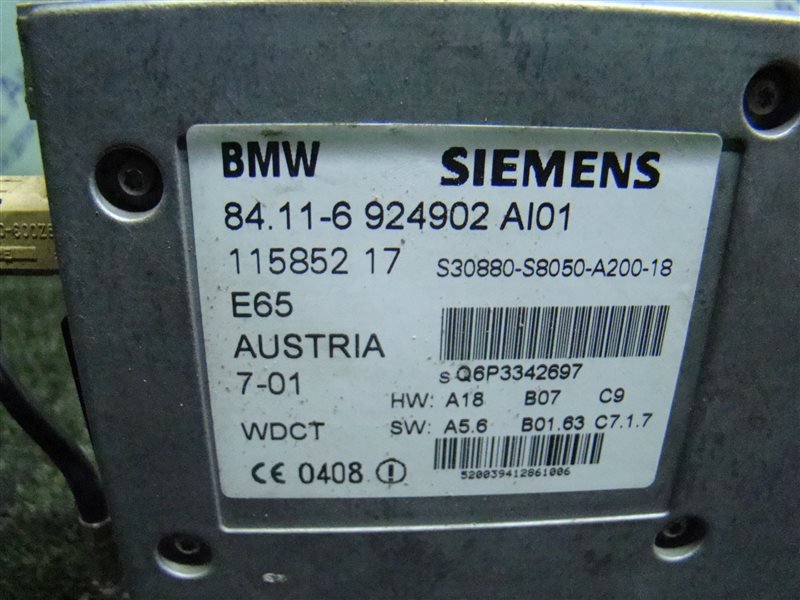 BMW SIEMENS
84.11-6 924902 AI01
115852 17 S30880-S8050-A200-18
E65
AUSTRIA
S Q6P3342697
7-01
HW: A18 B07 C9
WDCT SW: A5.6 B01.63 C7.1.7
CE 0408
520039412861006